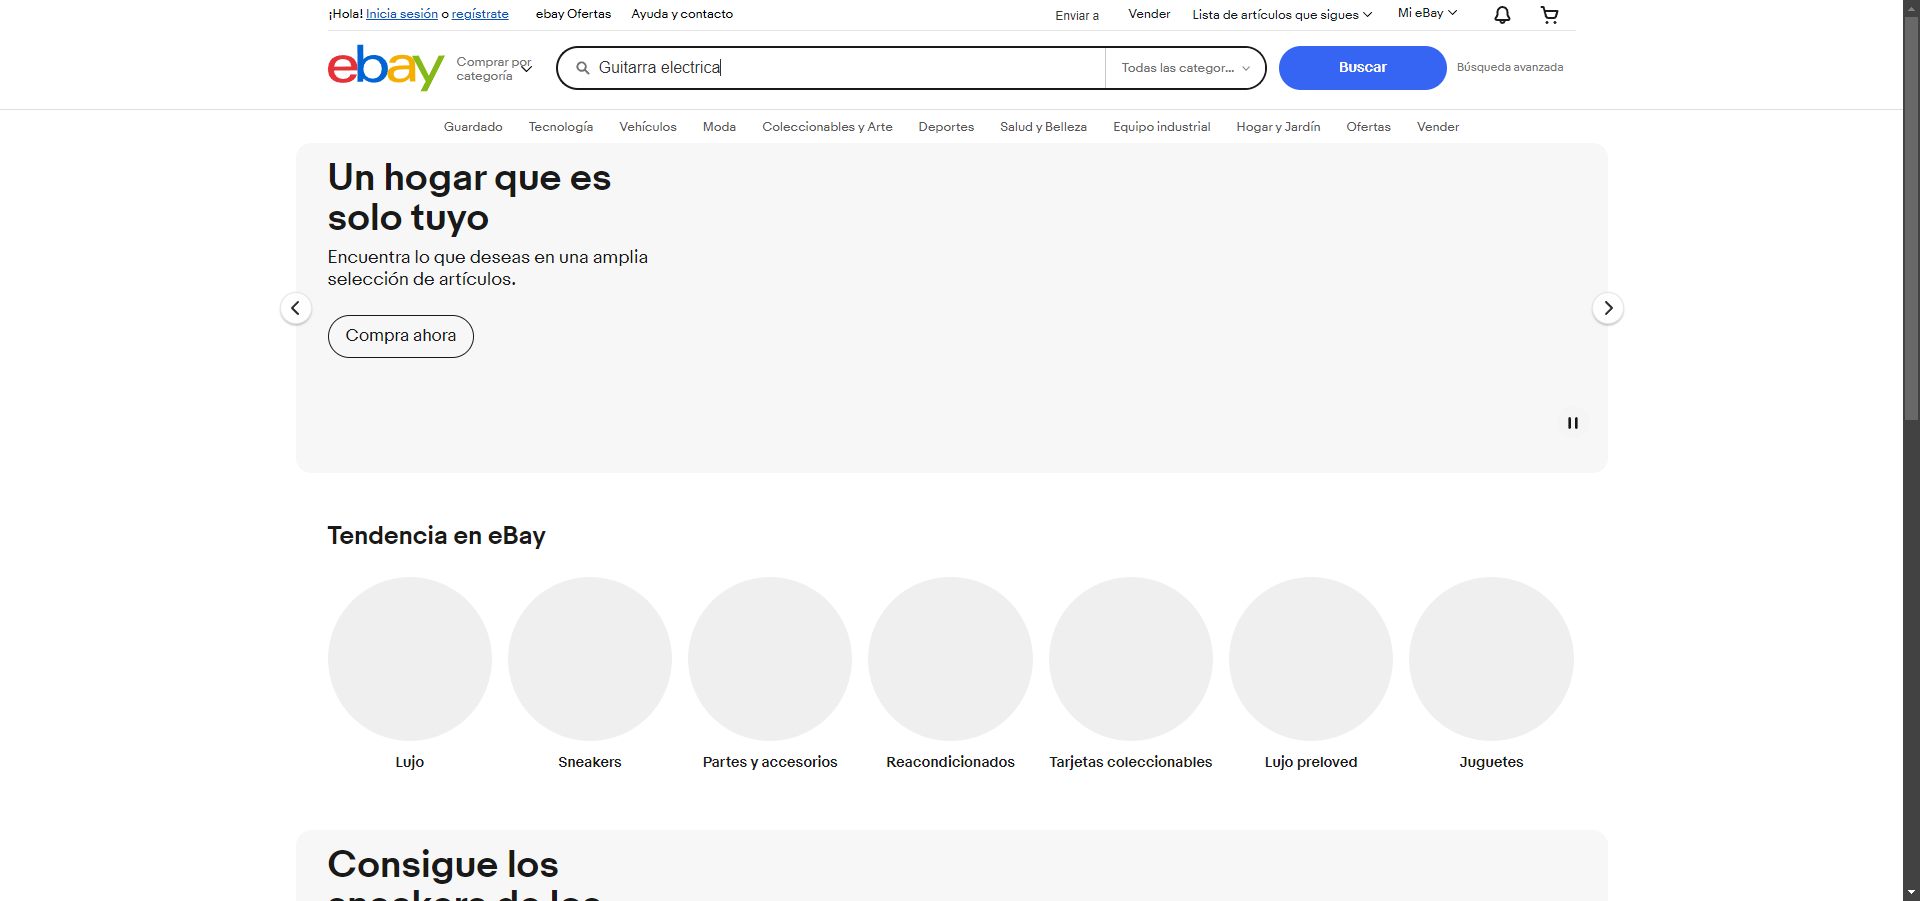 ¡Hola! Inicia sesión o regístrate
ebay Ofertas
Ayuda y contacto
Enviar a
Vender
Lista de artículos que sigues
Mi eBay
ebay
Comprar por
categoría
Guitarra electrica
Todas las categor...
Buscar
Búsqueda avanzada
Guardado
Tecnología
Vehículos
Moda
Coleccionables y Arte
Deportes
Salud y Belleza
Equipo industrial
Hogar y Jardín
Ofertas
Vender
Un hogar que es
solo tuyo
Encuentra lo que deseas en una amplia
selección de artículos.
Compra ahora
Tendencia en eBay
Lujo
Sneakers
Partes y accesorios
Reacondicionados
Tarjetas coleccionables
Lujo preloved
Juguetes
Consigue los
sneakers de los